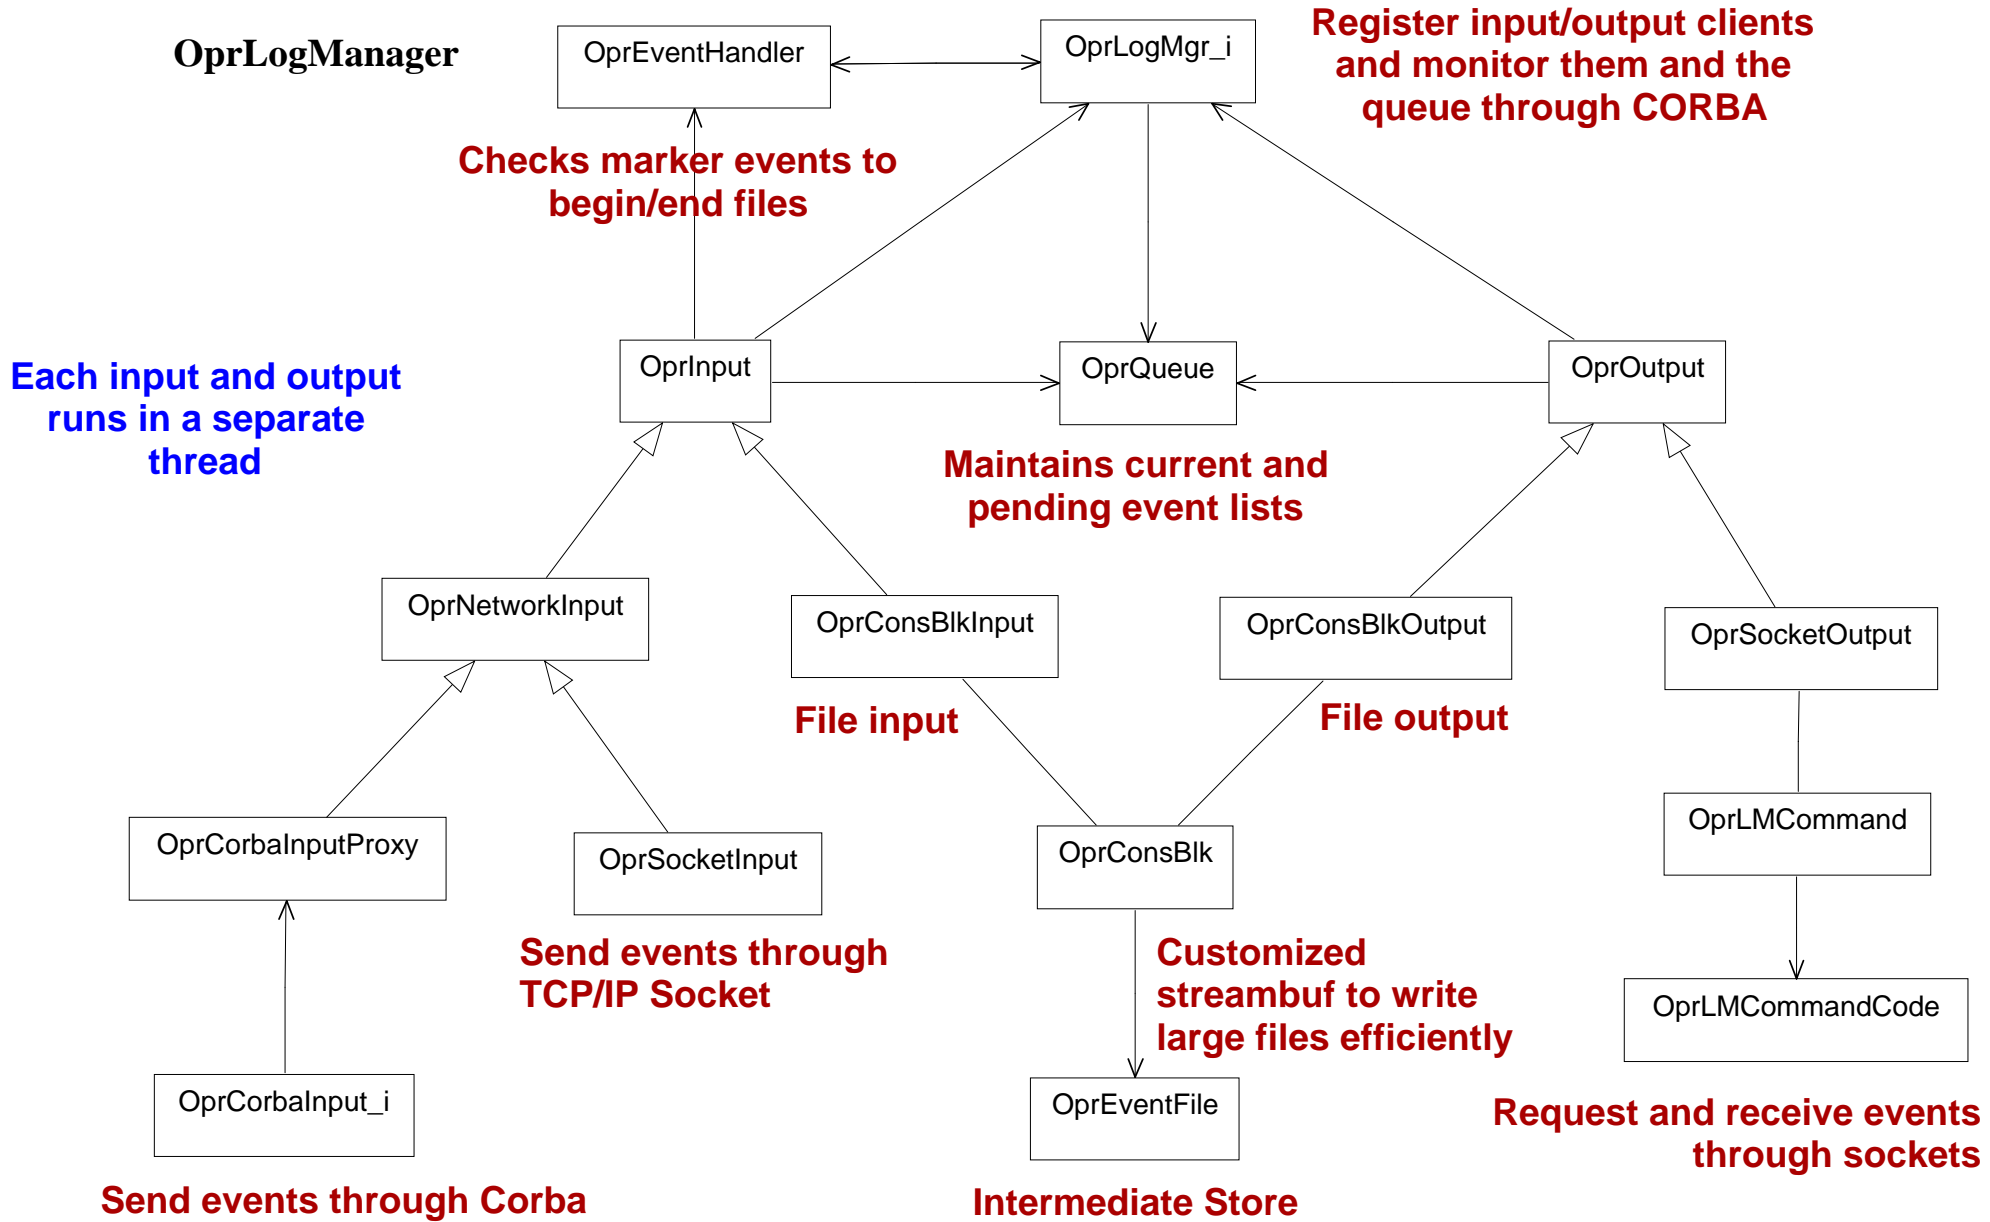 OprLogManager
OprEventHandler
OprLogMgr_i
Register input/output clients
and monitor them and the
queue through CORBA
Checks marker events to
begin/end files
Each input and output
runs in a separate
thread
OprInput
OprQueue
OprOutput
Maintains current and
pending event lists
OprNetworkInput
OprConsBlkInput
OprConsBlkOutput
OprSocketOutput
File input
File output
OprCorbaInputProxy
OprSocketInput
OprConsBlk
OprLMCommand
Send events through
TCP/IP Socket
Customized
streambuf to write
large files efficiently
OprLMCommandCode
OprCorbaInput_i
OprEventFile
Request and receive events
through sockets
Send events through Corba
Intermediate Store